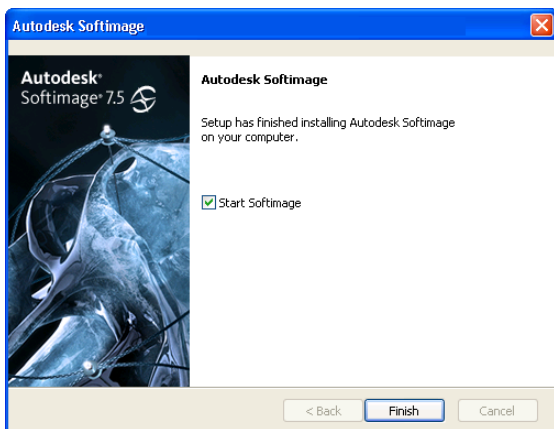 Autodesk Softimage
Autodesk®
Softimage® 7.5
Autodesk Softimage
Setup has finished installing Autodesk Softimage
on your computer.
Start Softimage
< Back
Finish
Cancel